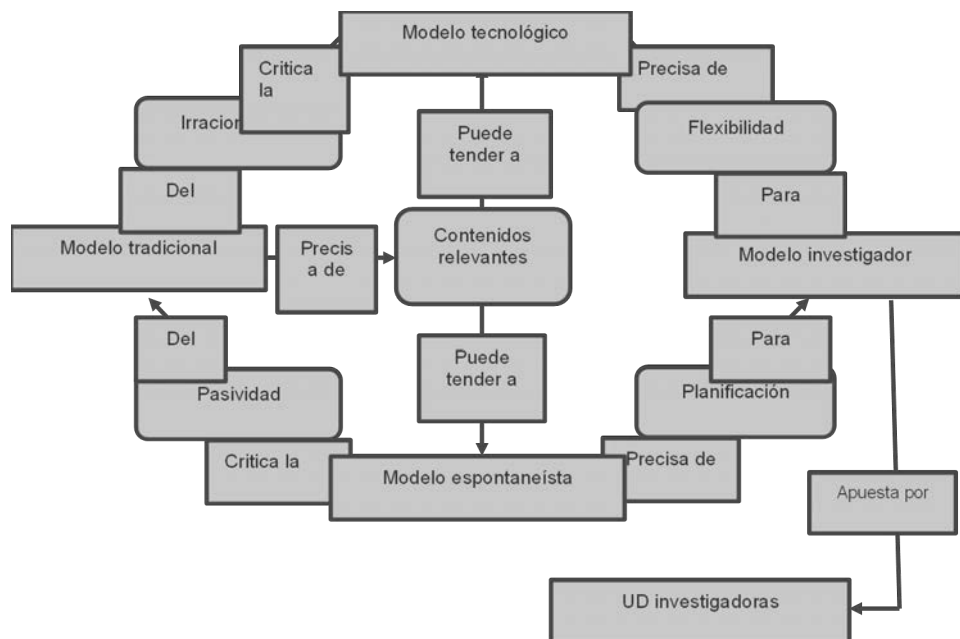 Modelo tecnológico
Critica
la
Precisa de
Irracion
Puede
tender a
Flexibilidad
Del
Para
Modelo tradicional
Precis
a de
Contenidos
relevantes
Modelo investigador
Del
Puede
tender a
Para
Pasividad
Planificación
Critica la
Modelo espontaneísta
Precisa de
Apuesta por
UD investigadoras